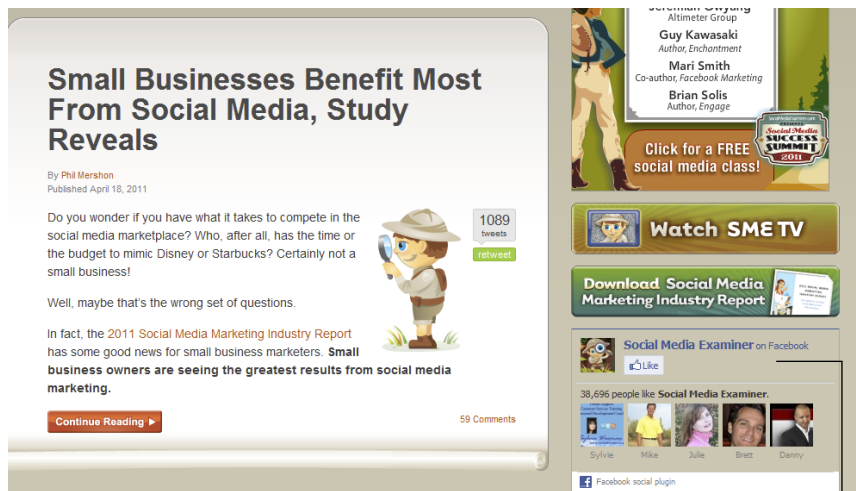 Small Businesses Benefit Most
From Social Media, Study
Reveals
By Phil Mershon
Published April 18, 2011
Do you wonder if you have what it takes to compete in the
social media marketplace? Who, after all, has the time or
the budget to mimic Disney or Starbucks? Certainly not a
small business!
Well, maybe that's the wrong set of questions.
In fact, the 2011 Social Media Marketing Industry Report
has some good news for small business marketers. Small
business owners are seeing the greatest results from social media
marketing.
1089
tweets
retweet
Continue Reading
59 Comments
Jeremiah Owyang
Altimeter Group
Guy Kawasaki
Author, Enchantment
Mari Smith
Co-author, Facebook Marketing
Brian Solis
Author, Engage
Click for a FREE
social media class!
Social Media
SUCCESS
SUMMIT
2011
Watch SME TV
Download Social Media
Marketing Industry Report
Social Media Examiner on Facebook
Like
38,696 people like Social Media Examiner.
Sylvie
Mike
Julie
Brett
Danny
Facebook social plugin